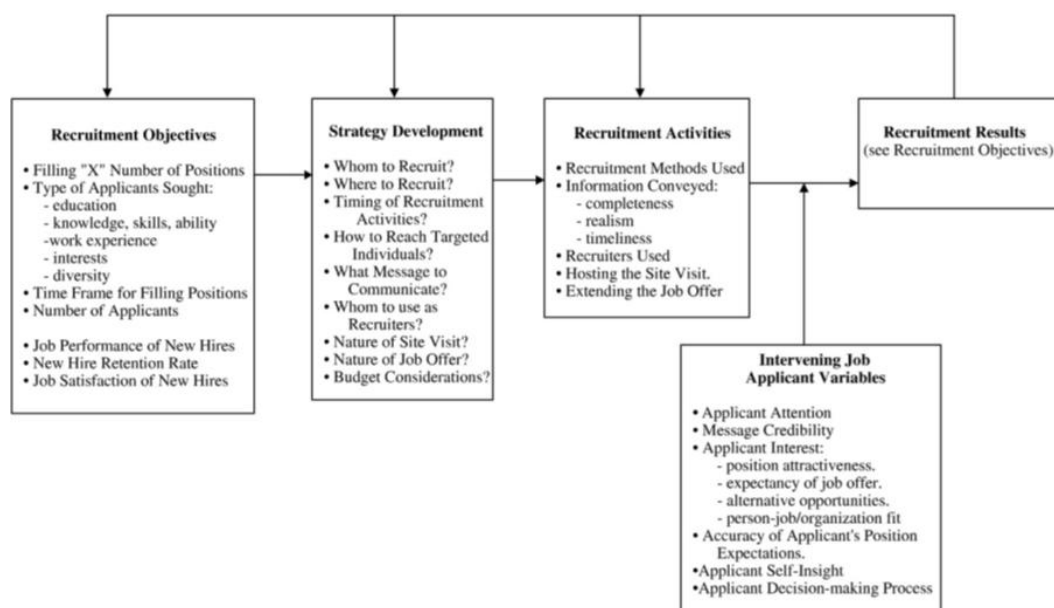 Recruitment Objectives
• Filling "X" Number of Positions
• Type of Applicants Sought:
- education
- knowledge, skills, ability
-work experience
- interests
- diversity
• Time Frame for Filling Positions
• Number of Applicants
• Job Performance of New Hires
• New Hire Retention Rate
• Job Satisfaction of New Hires
Strategy Development
• Whom to Recruit?
• Where to Recruit?
• Timing of Recruitment
Activities?
• How to Reach Targeted
Individuals?
• What Message to
Communicate?
• Whom to use as
Recruiters?
• Nature of Site Visit?
• Nature of Job Offer?
• Budget Considerations?
Recruitment Activities
• Recruitment Methods Used
• Information Conveyed:
- completeness
- realism
- timeliness
• Recruiters Used
• Hosting the Site Visit.
• Extending the Job Offer
Recruitment Results
(see Recruitment Objectives)
Intervening Job
Applicant Variables
• Applicant Attention
• Message Credibility
• Applicant Interest:
- position attractiveness.
- expectancy of job offer.
- alternative opportunities.
- person-job/organization fit
• Accuracy of Applicant's Position
Expectations.
•Applicant Self-Insight
•Applicant Decision-making Process